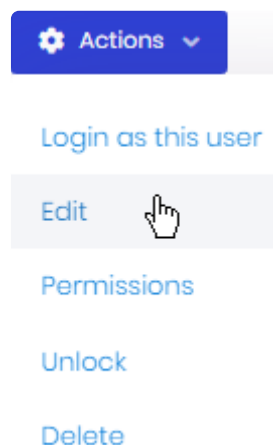 Actions
Login as this user
Edit
Permissions
Unlock
Delete